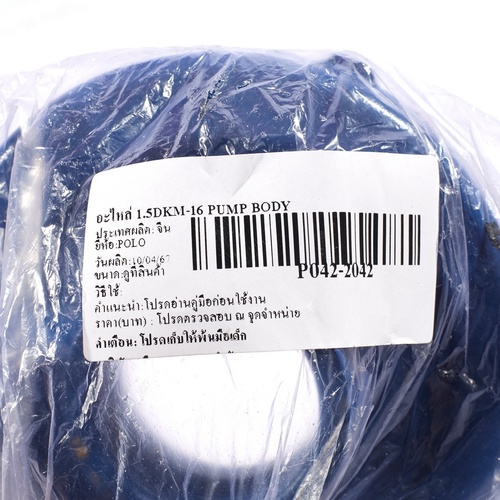 อะไหล่ 1.5DKM-16 PUMP BODY
ประเทศผลิต: จีน
ยี่ห้อ:POLO
วันผลิต:10/04/67
ขนาด:ดูที่สินค้า
P042-2042
วิธีใช้:
คำแนะนำ:โปรดอ่านคู่มือก่อนใช้งาน
ราคา(บาท) : โปรดตรวจสอบ ณ จุดจำหน่าย
คำเตือน: โปรดเก็บให้พ้นมือเด็ก